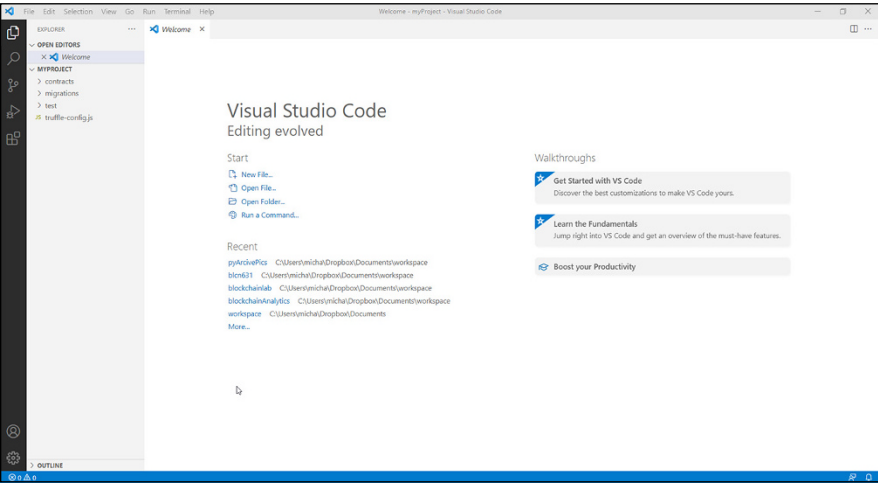 File Edit Selection View Go Run Terminal Help
Welcome - myProject - Visual Studio Code
EXPLORER
Welcome
OPEN EDITORS
Welcome
MYPROJECT
contracts
migrations
test
JS truffle-config.js
OUTLINE
Visual Studio Code
Editing evolved
Start
New File...
Open File...
Open Folder...
Run a Command...
Recent
pyArcivePics C:\Users\micha\Dropbox\Documents\workspace
blcn631 C:\Users\micha\Dropbox\Documents\workspace
blockchainlab C:\Users\micha\Dropbox\Documents\workspace
blockchainAnalytics C:\Users\micha\Dropbox\Documents\workspace
workspace C:\Users\micha\Dropbox\Documents
More...
Walkthroughs
Get Started with VS Code
Discover the best customizations to make VS Code yours.
Learn the Fundamentals
Jump right into VS Code and get an overview of the must-have features.
Boost your Productivity
0 0